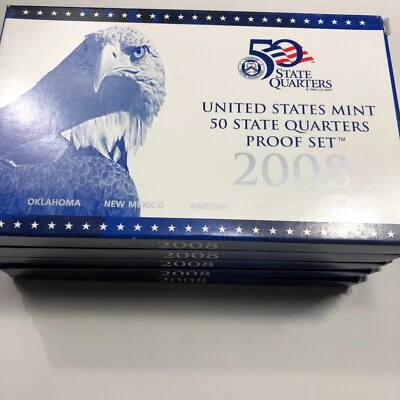 50
STATE
QUARTERS
UNITED STATES MINT
50 STATE QUARTERS
PROOF SET™
2008
OKLAHOMA NEW MEXICO ARIZONA
2008
2008
2008
2008
2008